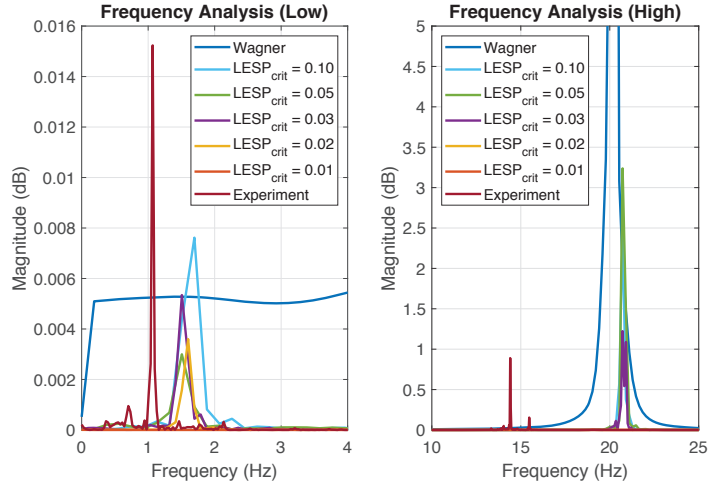 Frequency Analysis (Low)
0.016
0.014
0.012
0.01
0.008
0.006
0.004
0.002
0
0 1 2 3 4
Magnitude (dB)
Frequency (Hz)
Wagner
LESPcrit = 0.10
LESPcrit = 0.05
LESPcrit = 0.03
LESPcrit = 0.02
LESPcrit = 0.01
Experiment
Frequency Analysis (High)
5
4.5
4
3.5
3
2.5
2
1.5
1
0.5
0
10 15 20 25
Magnitude (dB)
Frequency (Hz)
Wagner
LESPcrit = 0.10
LESPcrit = 0.05
LESPcrit = 0.03
LESPcrit = 0.02
LESPcrit = 0.01
Experiment